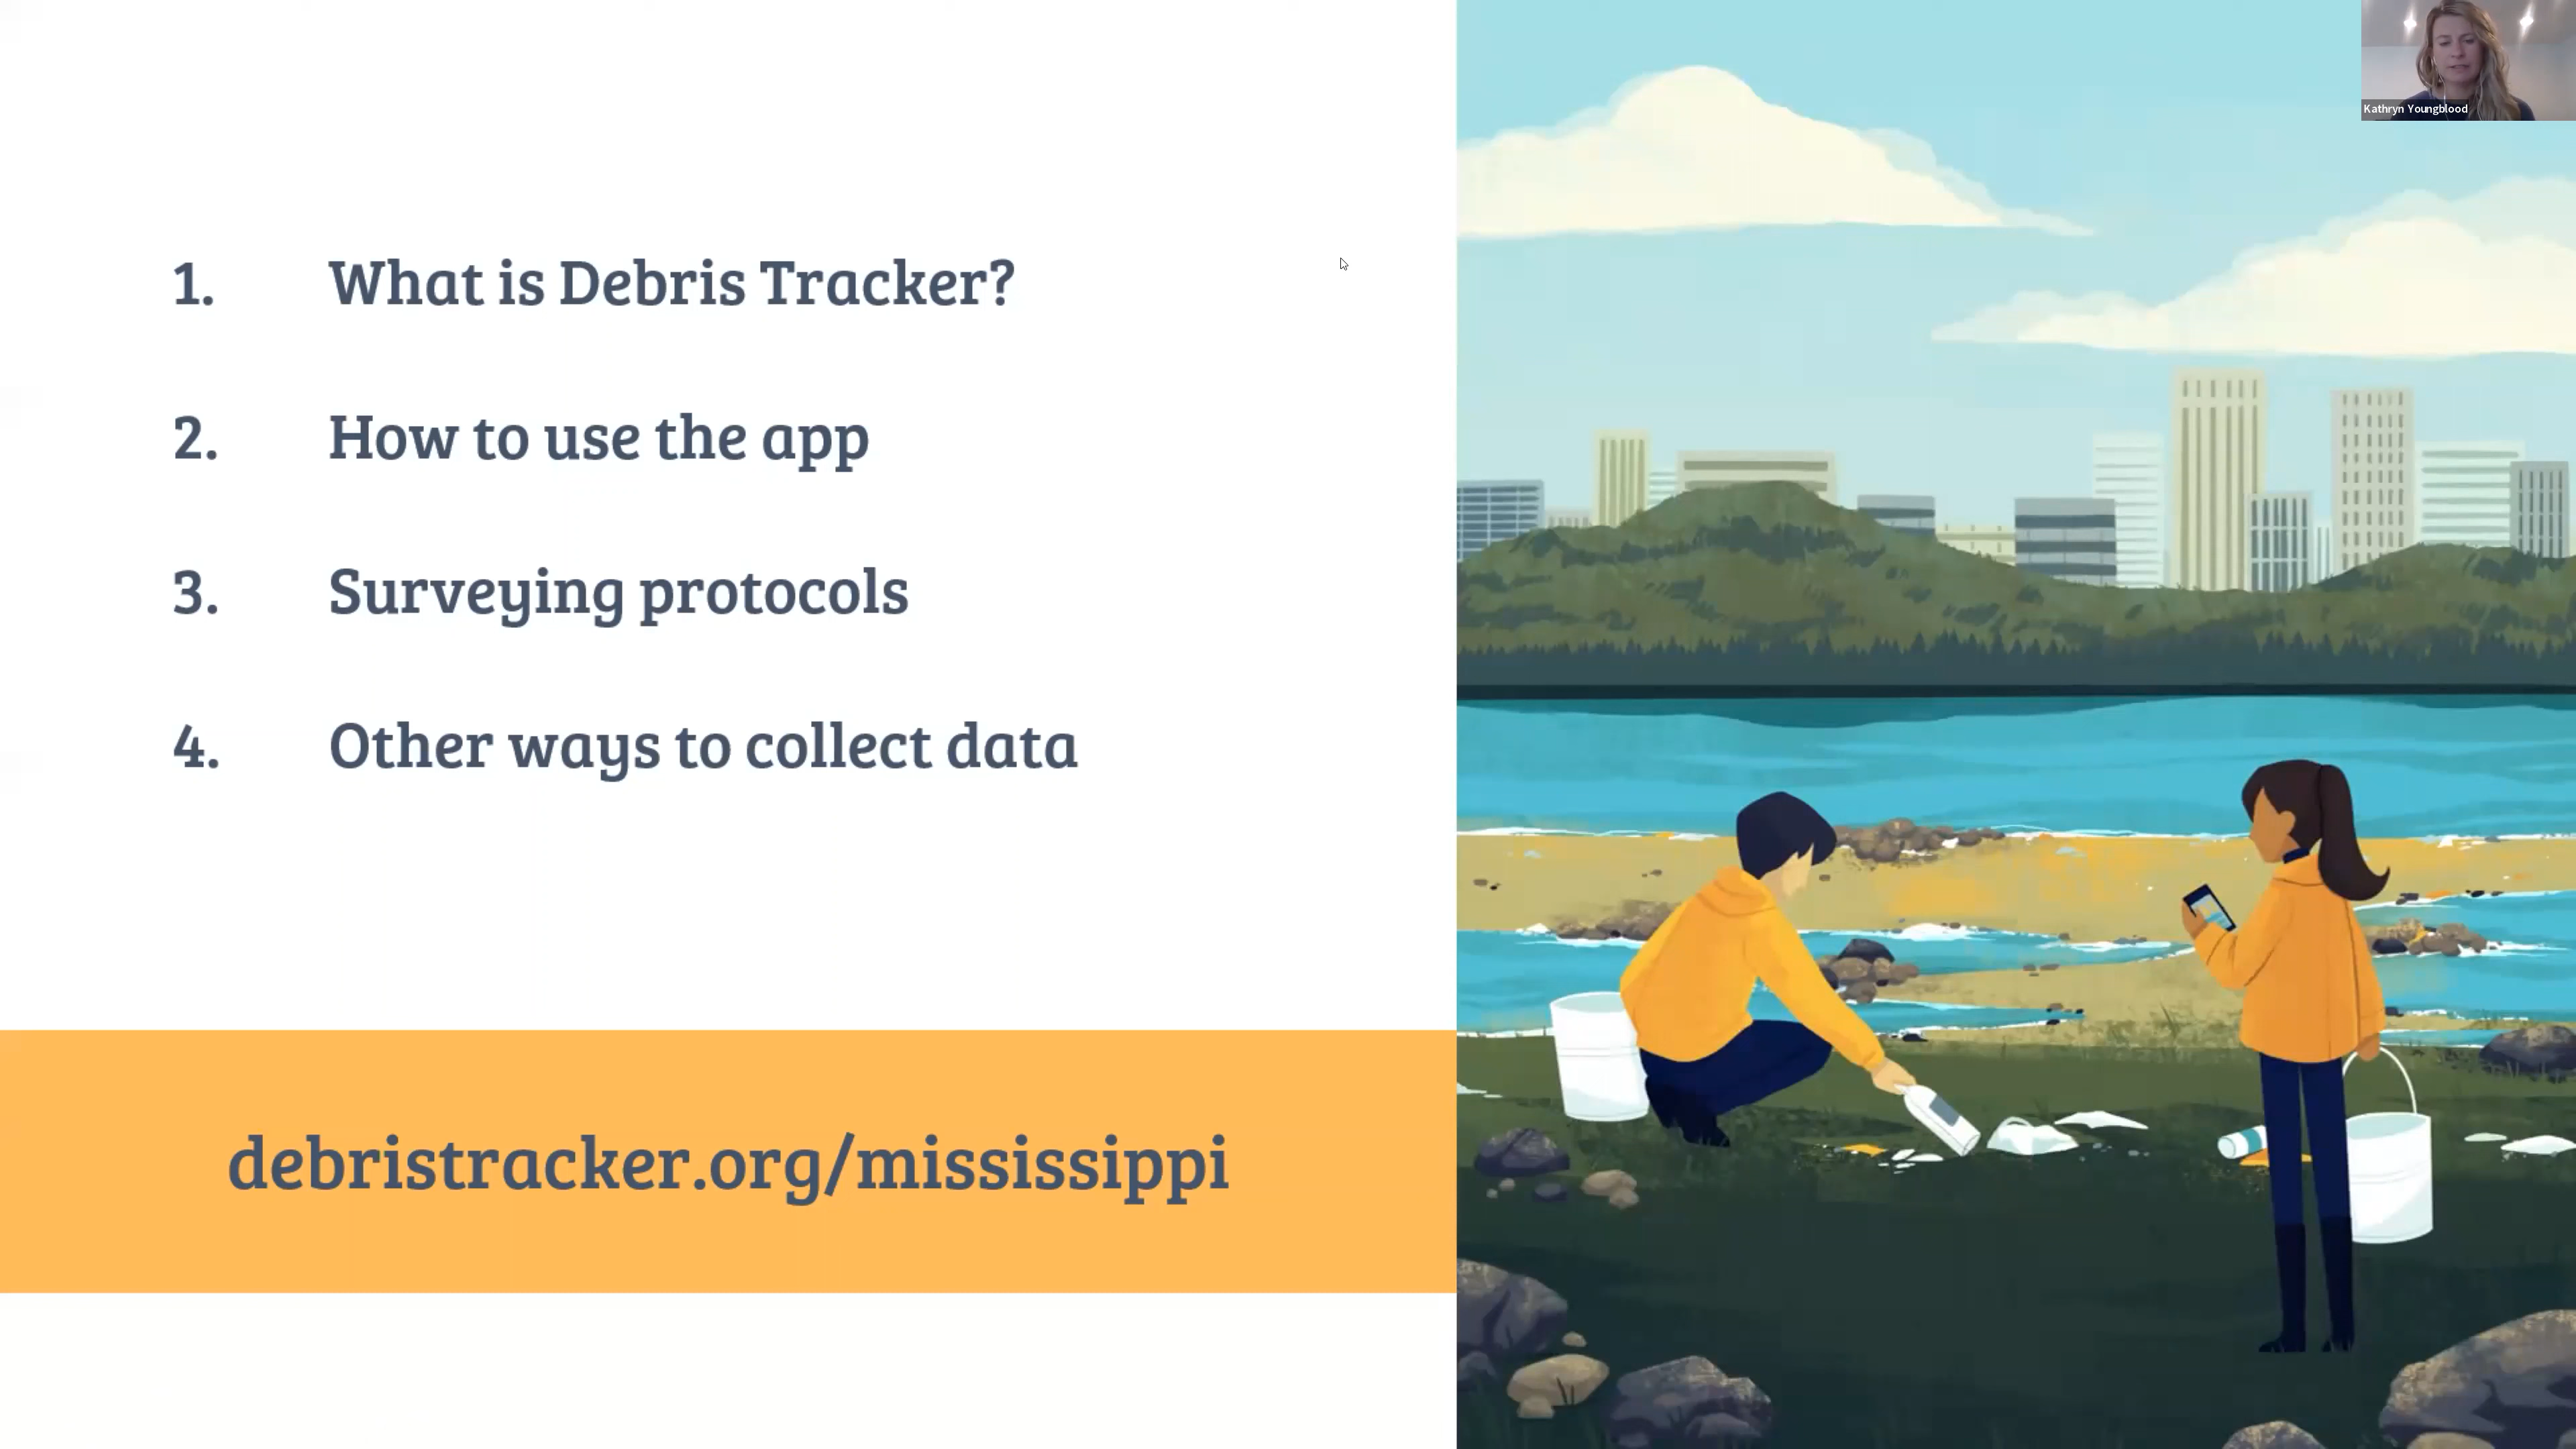 1. What is Debris Tracker?
2. How to use the app
3. Surveying protocols
4. Other ways to collect data
debristracker.org/mississippi
Kathryn Youngblood